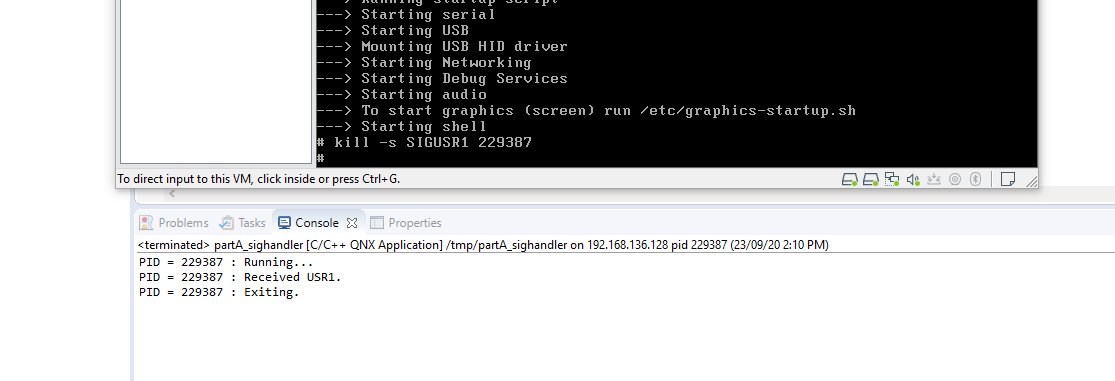 ---> Running startup script
---> Starting serial
---> Starting USB
---> Mounting USB HID driver
---> Starting Networking
---> Starting Debug Services
---> Starting audio
---> To start graphics (screen) run /etc/graphics-startup.sh
---> Starting shell
# kill -s SIGUSR1 229387
#
To direct input to this VM, click inside or press Ctrl+G.
Problems Tasks Console Properties
<terminated> partA_sighandler [C/C++ QNX Application] /tmp/partA_sighandler on 192.168.136.128 pid 229387 (23/09/20 2:10 PM)
PID = 229387 : Running...
PID = 229387 : Received USR1.
PID = 229387 : Exiting.